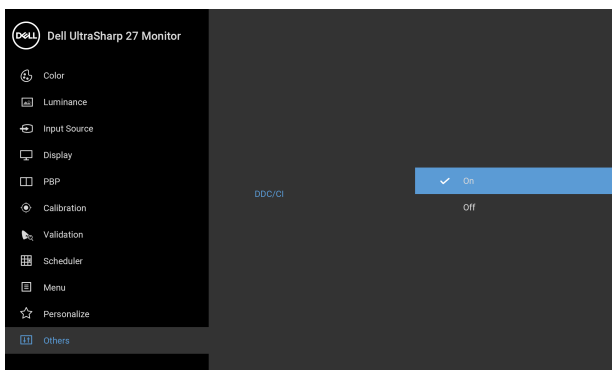 DELL Dell UltraSharp 27 Monitor
Color
Luminance
Input Source
Display
PBP
Calibration
Validation
Scheduler
Menu
Personalize
Others
DDC/CI
On
Off